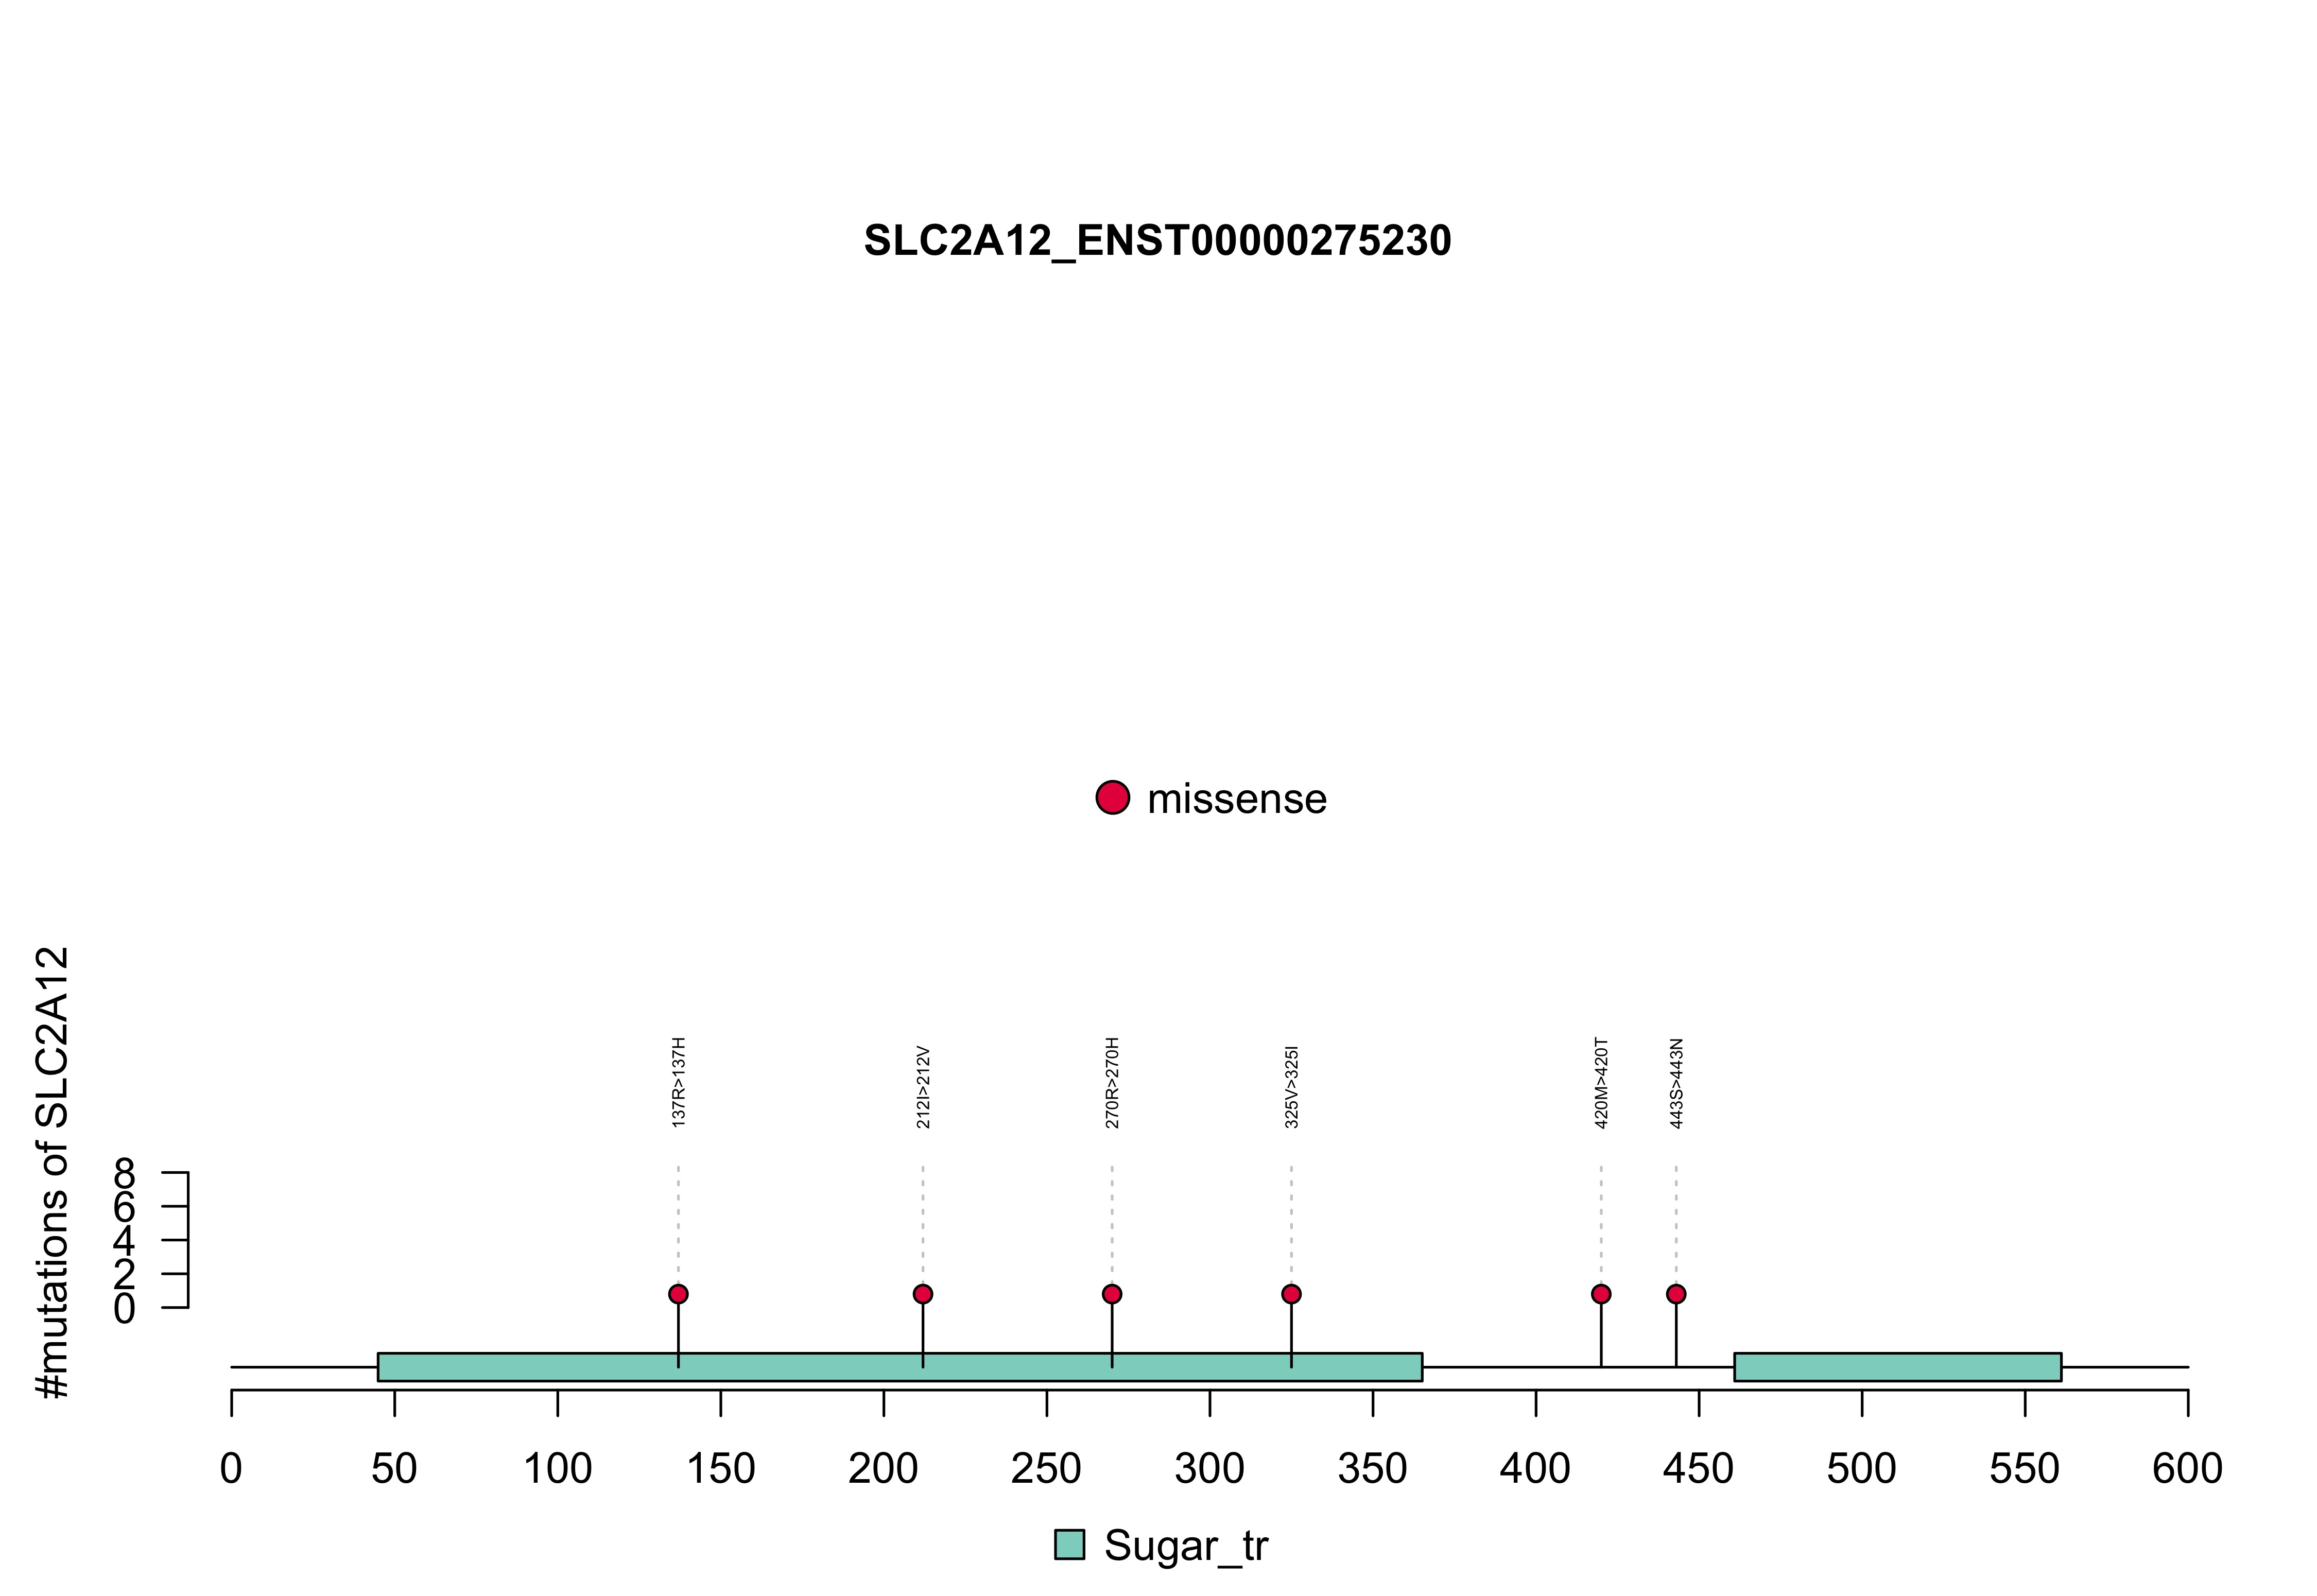 SLC2A12_ENST00000275230
missense
#mutations of SLC2A12
137R>137H
212I>212V
270R>270H
325V>325I
420M>420T
443S>443N
8
6
4
2
0
0 50 100 150 200 250 300 350 400 450 500 550 600
Sugar_tr